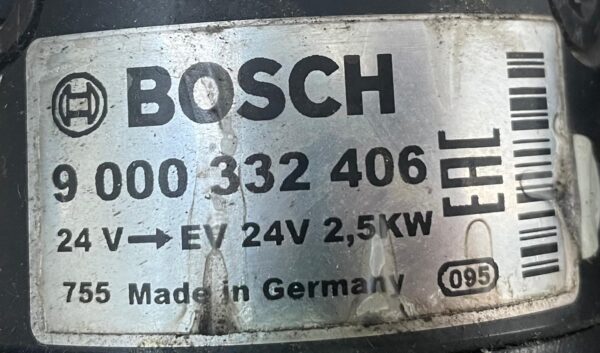 BOSCH
9 000 332 406
24 V → EV 24V 2,5KW
755 Made in Germany
095
EAC